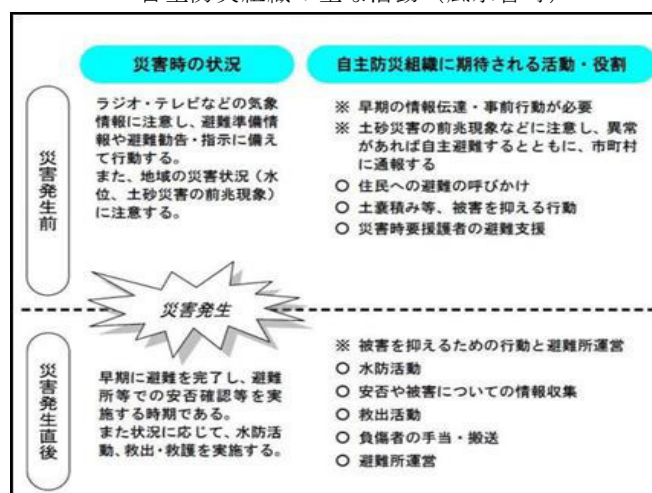 災害時の状況
自主防災組織に期待される活動・役割
災害発生前
ラジオ・テレビなどの気象
情報に注意し、避難準備情
報や避難勧告・指示に備え
て行動する。
また、地域の災害状況（水
位、土砂災害の前兆現象）
に注意する。
※ 早期の情報伝達・事前行動が必要
※ 土砂災害の前兆現象などに注意し、異常
があれば自主避難するとともに、市町村
に通報する
○ 住民への避難の呼びかけ
○ 土嚢積み等、被害を抑える行動
○ 災害時要援護者の避難支援
災害発生
災害発生直後
早期に避難を完了し、避難
所等での安否確認等を実
施する時期である。
また状況に応じて、水防活
動、救出・救護を実施する。
※ 被害を抑えるための行動と避難所運営
○ 水防活動
○ 安否や被害についての情報収集
○ 救出活動
○ 負傷者の手当・搬送
○ 避難所運営